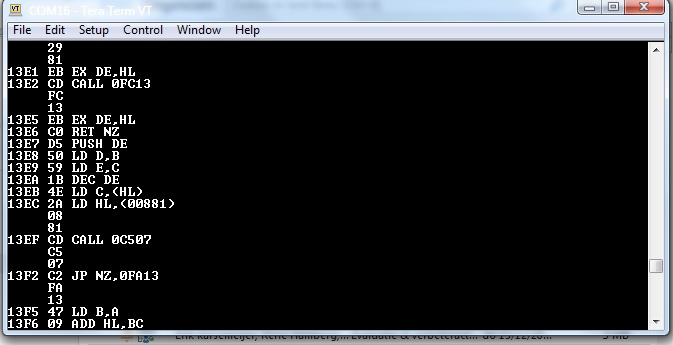 COM16 - Tera Term VT
File Edit Setup Control Window Help
29
81
13E1 EB EX DE,HL
13E2 CD CALL 0FC13
FC
13
13E5 EB EX DE,HL
13E6 C0 RET NZ
13E7 D5 PUSH DE
13E8 50 LD D,B
13E9 59 LD E,C
13EA 1B DEC DE
13EB 4E LD C,(HL)
13EC 2A LD HL,(00881)
08
81
13EF CD CALL 0C507
C5
07
13F2 C2 JP NZ,0FA13
FA
13
13F5 47 LD B,A
13F6 09 ADD HL,BC